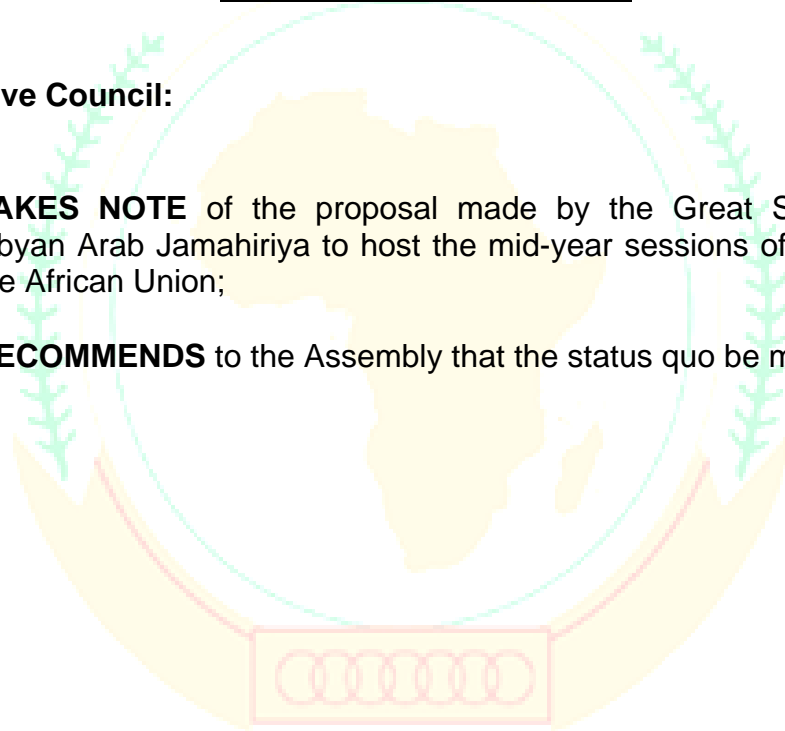 ve Council:
AKES NOTE of the proposal made by the Great S
byan Arab Jamahiriya to host the mid-year sessions of
e African Union;
ECOMMENDS to the Assembly that the status quo be m